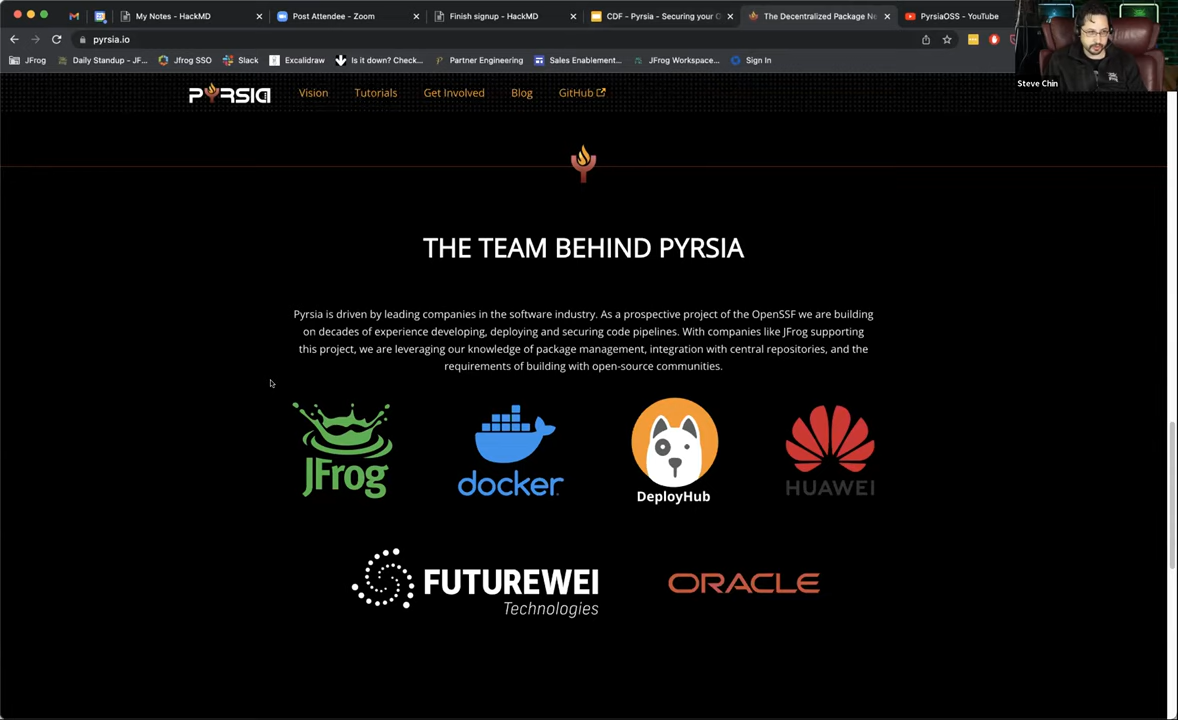 My Notes - HackMD
Post Attendee - Zoom
Finish signup - HackMD
CDF - Pyrsia - Securing your O
The Decentralized Package Ne
PyrsiaOSS - YouTube
pyrsia.io
JFrog
Daily Standup - JF...
Jfrog SSO
Slack
Excalidraw
Is it down? Check...
Partner Engineering
Sales Enablement...
JFrog Workspace...
Sign In
Steve Chin
PYRSIA
Vision
Tutorials
Get Involved
Blog
GitHub
THE TEAM BEHIND PYRSIA
Pyrsia is driven by leading companies in the software industry. As a prospective project of the OpenSSF we are building
on decades of experience developing, deploying and securing code pipelines. With companies like JFrog supporting
this project, we are leveraging our knowledge of package management, integration with central repositories, and the
requirements of building with open-source communities.
JFrog
docker
DeployHub
HUAWEI
FUTUREWEI
Technologies
ORACLE